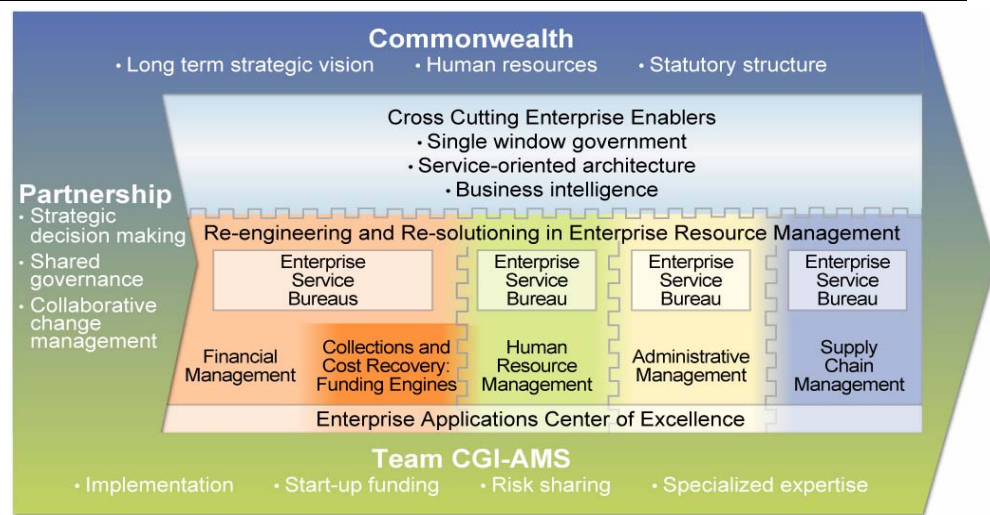 Commonwealth
• Long term strategic vision • Human resources • Statutory structure
Cross Cutting Enterprise Enablers
• Single window government
• Service-oriented architecture
• Business intelligence
Partnership
• Strategic
decision making
• Shared
governance
• Collaborative
change
management
Re-engineering and Re-solutioning in Enterprise Resource Management
Enterprise
Service
Bureaus
Enterprise
Service
Bureau
Enterprise
Service
Bureau
Enterprise
Service
Bureau
Financial
Management
Collections and
Cost Recovery:
Funding Engines
Human
Resource
Management
Administrative
Management
Supply
Chain
Management
Enterprise Applications Center of Excellence
Team CGI-AMS
• Implementation • Start-up funding • Risk sharing • Specialized expertise